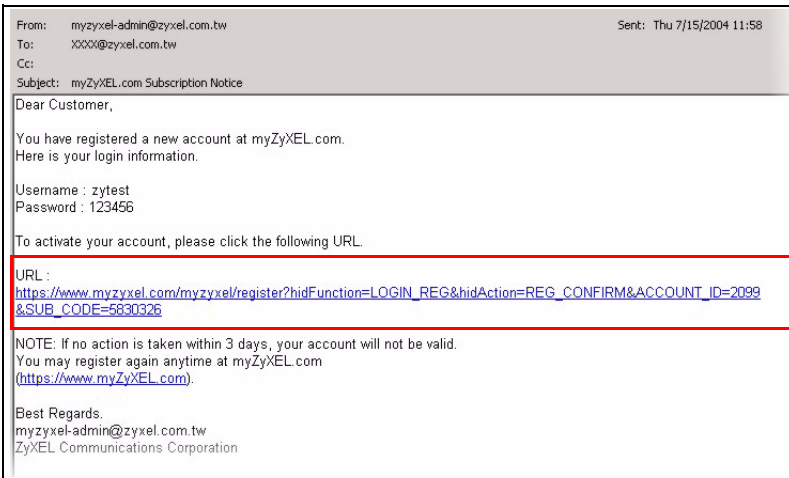 From: myzyxel-admin@zyxel.com.tw Sent: Thu 7/15/2004 11:58
To: XXXX@zyxel.com.tw
Cc:
Subject: myZyXEL.com Subscription Notice
Dear Customer,
You have registered a new account at myZyXEL.com.
Here is your login information.
Username : zytest
Password : 123456
To activate your account, please click the following URL.
URL :
https://www.myzyxel.com/myzyxel/register?hidFunction=LOGIN_REG&hidAction=REG_CONFIRM&ACCOUNT_ID=2099
&SUB_CODE=5830326
NOTE: If no action is taken within 3 days, your account will not be valid.
You may register again anytime at myZyXEL.com
(https://www.myZyXEL.com).
Best Regards.
myzyxel-admin@zyxel.com.tw
ZyXEL Communications Corporation